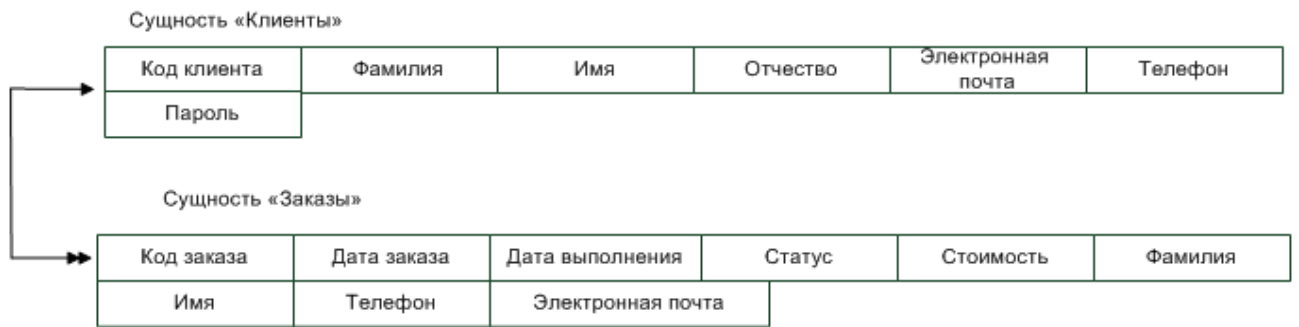 Сущность «Клиенты»
Код клиента Фамилия Имя Отчество Электронная почта Телефон
Пароль
Сущность «Заказы»
Код заказа Дата заказа Дата выполнения Статус Стоимость Фамилия
Имя Телефон Электронная почта